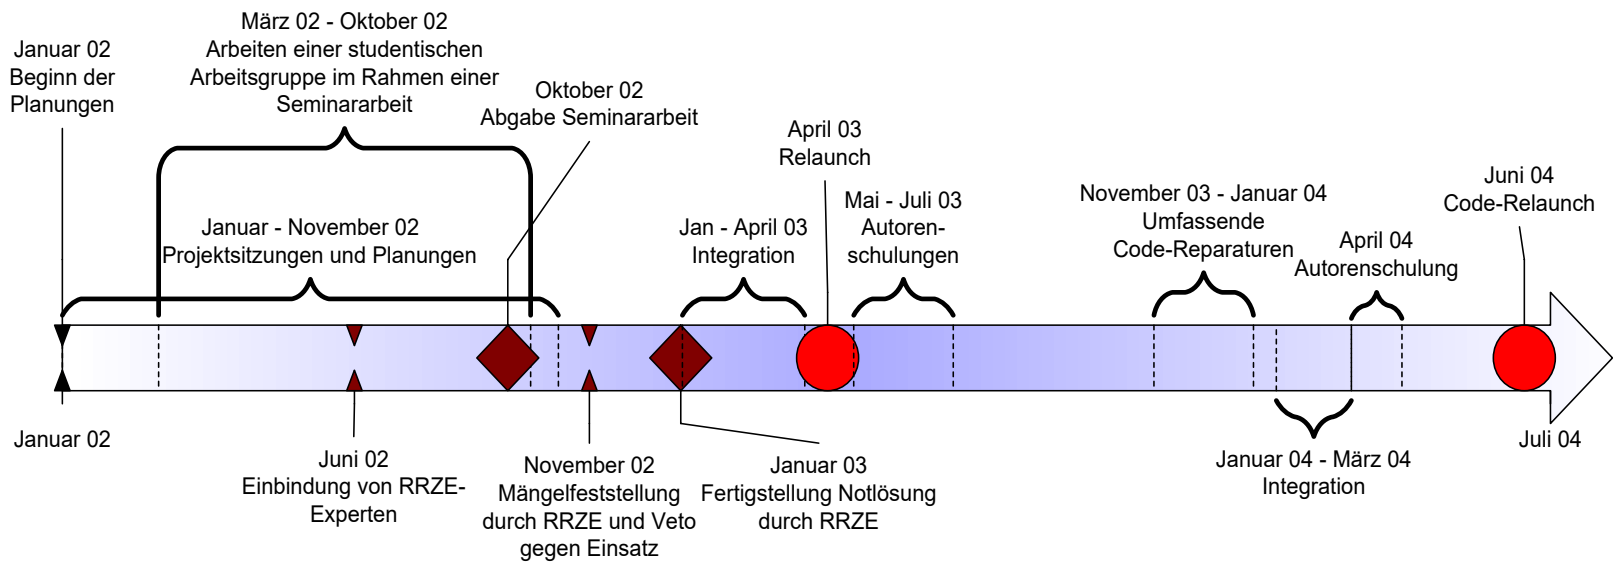 Januar 02
Beginn der
Planungen
März 02 - Oktober 02
Arbeiten einer studentischen
Arbeitsgruppe im Rahmen einer
Seminararbeit
Oktober 02
Abgabe Seminararbeit
Januar - November 02
Projektsitzungen und Planungen
Jan - April 03
Integration
April 03
Relaunch
Mai - Juli 03
Autoren-
schulungen
November 03 - Januar 04
Umfassende
Code-Reparaturen
April 04
Autorenschulung
Juni 04
Code-Relaunch
Januar 02
Juni 02
Einbindung von RRZE-
Experten
November 02
Mängelfeststellung
durch RRZE und Veto
gegen Einsatz
Januar 03
Fertigstellung Notlösung
durch RRZE
Januar 04 - März 04
Integration
Juli 04